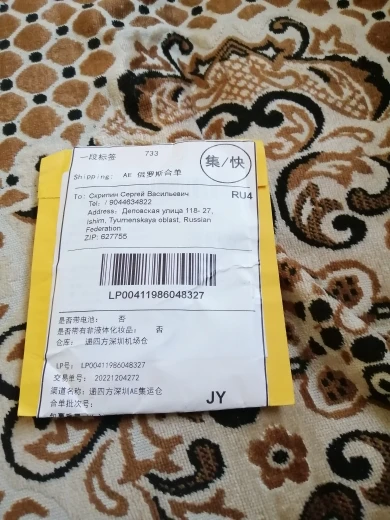 一段标签 733
集/快
Shipping: AE 俄罗斯合单
To: Скрипин Сергей Васильевич
RU4
Tel: / 8044634822
Address: Деповская улица 118- 27,
Ishim, Tyumenskaya oblast, Russian
Federation
ZIP: 627755
LP00411986048327
是否带电池: 否
是否带有非液体化妆品: 否
仓库: 递四方深圳机场仓
LP号: LP00411986048327
交易单号: 20221204272
渠道名称: 递四方深圳AE集运仓
合单批次号:
JY